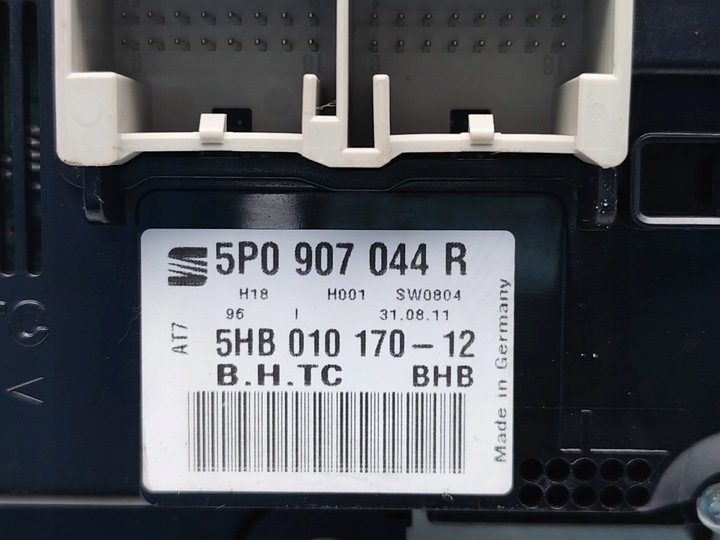 5P0 907 044 R
H18 H001 SW0804
96 I 31.08.11
AT7
5HB 010 170-12
B.H.TC BHB
Made in Germany